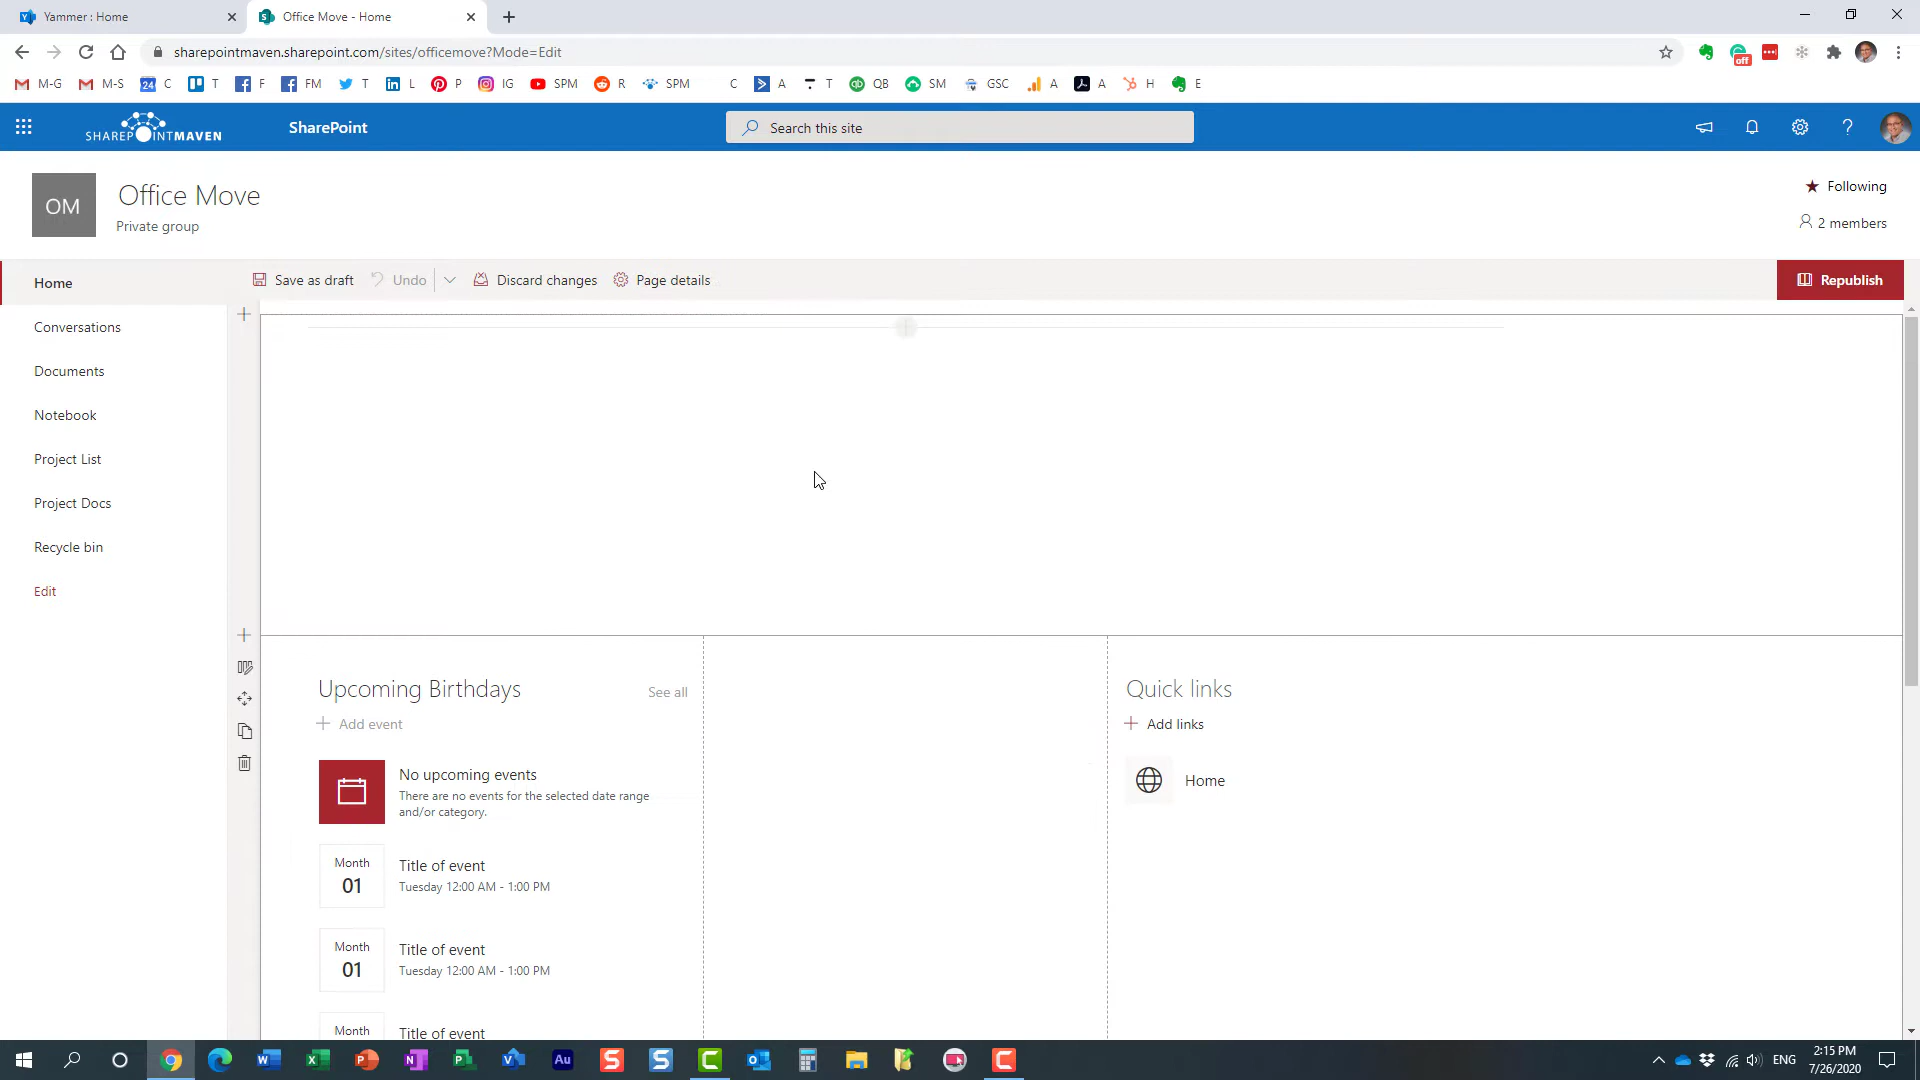 Yammer : Home
Office Move - Home
sharepointmaven.sharepoint.com/sites/officemove?Mode=Edit
M-G M-S 24 C T F FM T L P IG SPM R SPM C A T QB SM GSC A A H E
off
SHAREPOINTMAVEN SharePoint Search this site
OM
Office Move
Private group
Following
2 members
Home
Conversations
Documents
Notebook
Project List
Project Docs
Recycle bin
Edit
Save as draft Undo Discard changes Page details Republish
Upcoming Birthdays See all
Add event
No upcoming events
There are no events for the selected date range
and/or category.
Month
01
Title of event
Tuesday 12:00 AM - 1:00 PM
Month
01
Title of event
Tuesday 12:00 AM - 1:00 PM
Month
Title of event
Quick links
Add links
Home
ENG
2:15 PM
7/26/2020